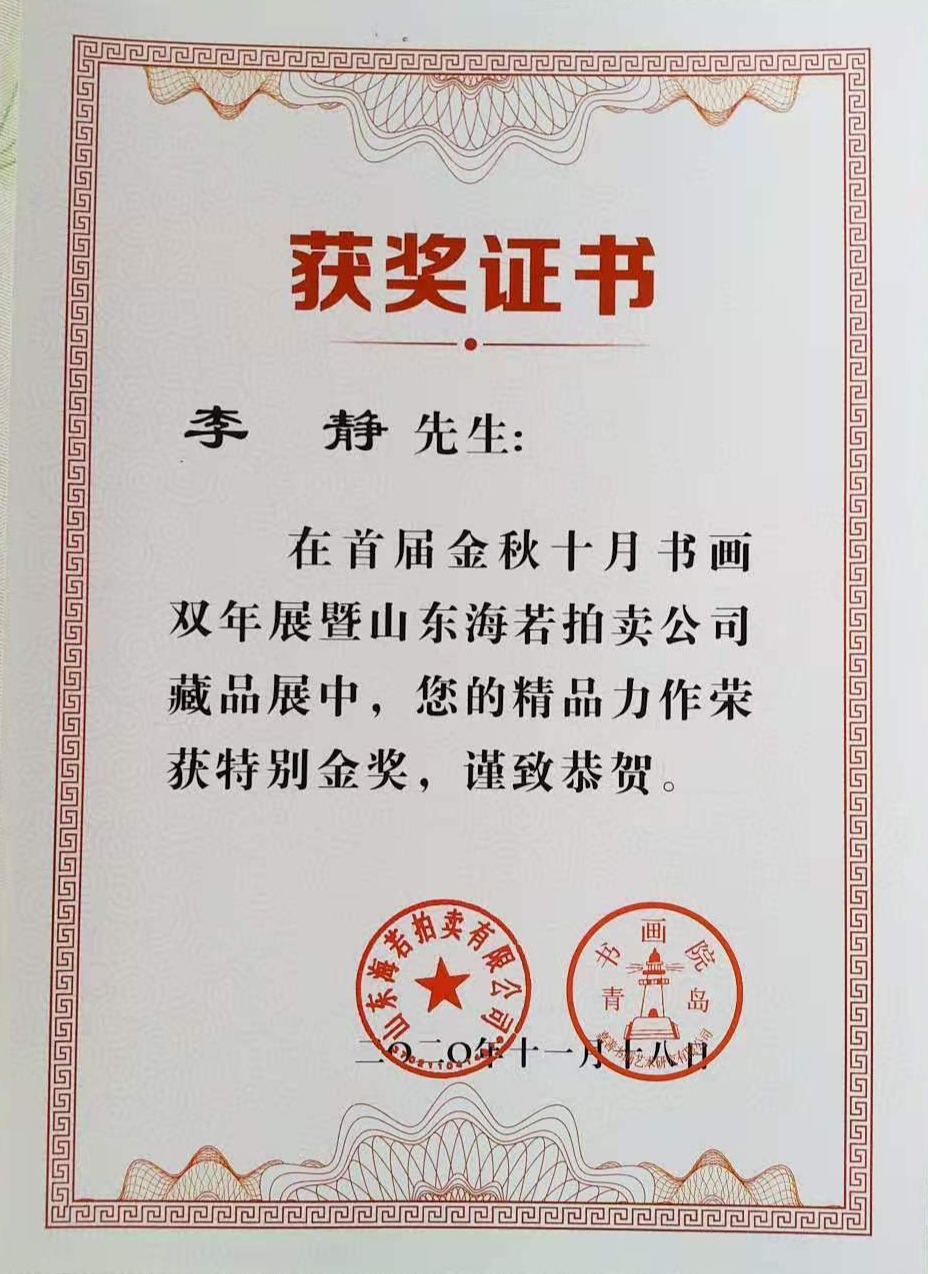 获奖证书
李 静 先生:
在首届金秋十月书画
双年展暨山东海若拍卖公司
藏品展中，您的精品力作荣
获特别金奖，谨致恭贺。
山东海若拍卖有限公司
书画院
青岛
二〇二〇年十一月十八日